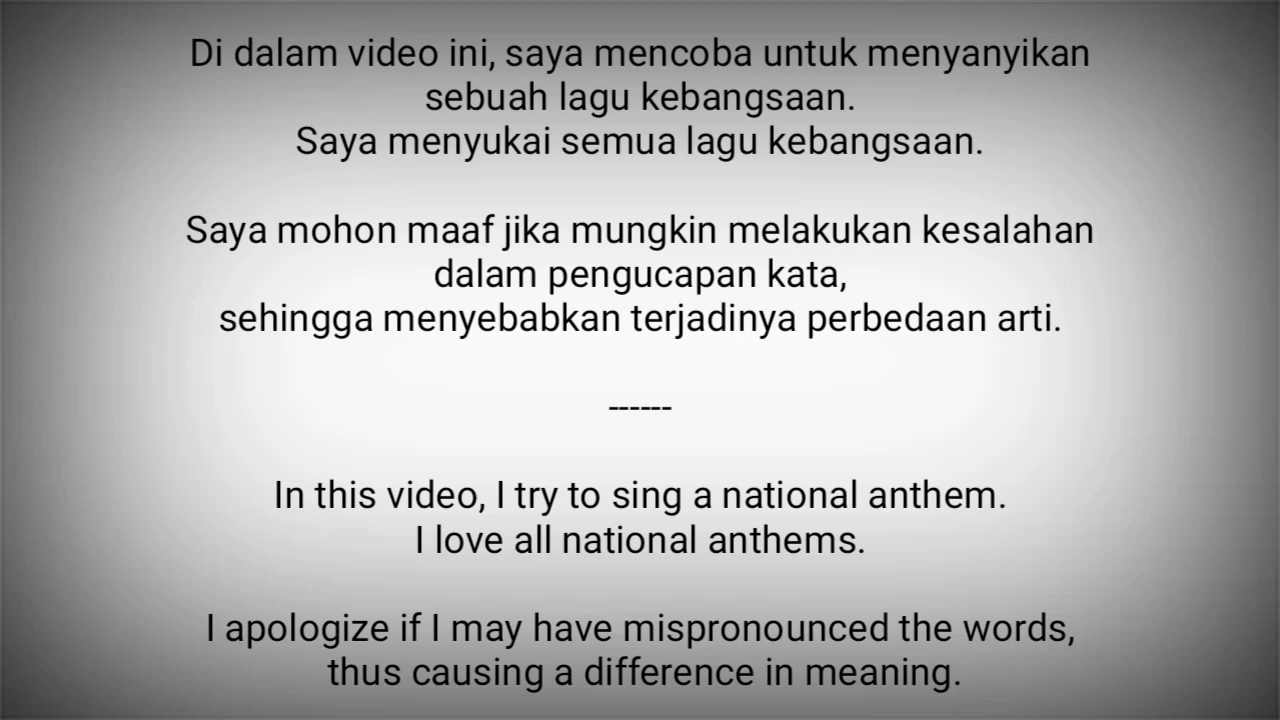 Di dalam video ini, saya mencoba untuk menyanyikan
sebuah lagu kebangsaan.
Saya menyukai semua lagu kebangsaan.
Saya mohon maaf jika mungkin melakukan kesalahan
dalam pengucapan kata,
sehingga menyebabkan terjadinya perbedaan arti.
------
In this video, I try to sing a national anthem.
I love all national anthems.
I apologize if I may have mispronounced the words,
thus causing a difference in meaning.